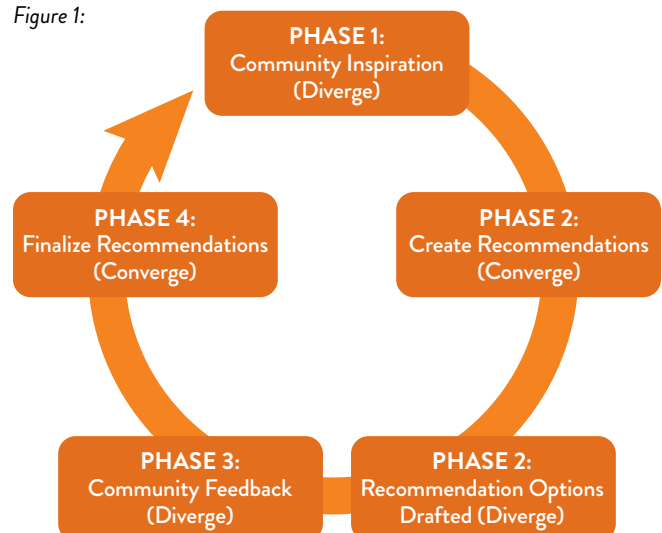 Figure 1:
PHASE 1:
Community Inspiration
(Diverge)
PHASE 2:
Create Recommendations
(Converge)
PHASE 2:
Recommendation Options
Drafted (Diverge)
PHASE 3:
Community Feedback
(Diverge)
PHASE 4:
Finalize Recommendations
(Converge)